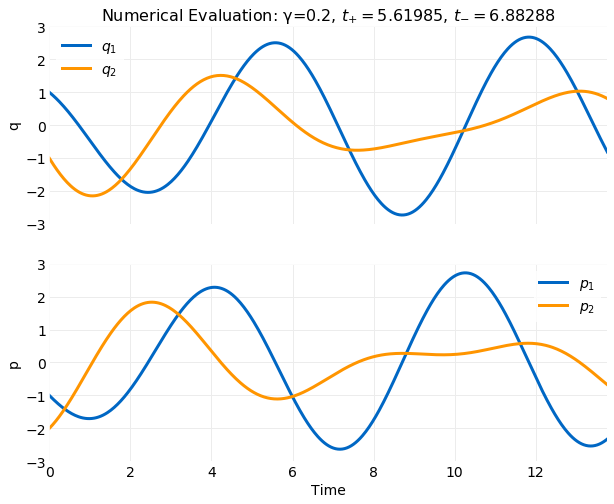 Numerical Evaluation: γ=0.2, t₊ = 5.61985, t₋ = 6.88288
3
2
1
0
−1
−2
−3
q
q₁
q₂
3
2
1
0
−1
−2
−3
p
p₁
p₂
0 2 4 6 8 10 12
Time